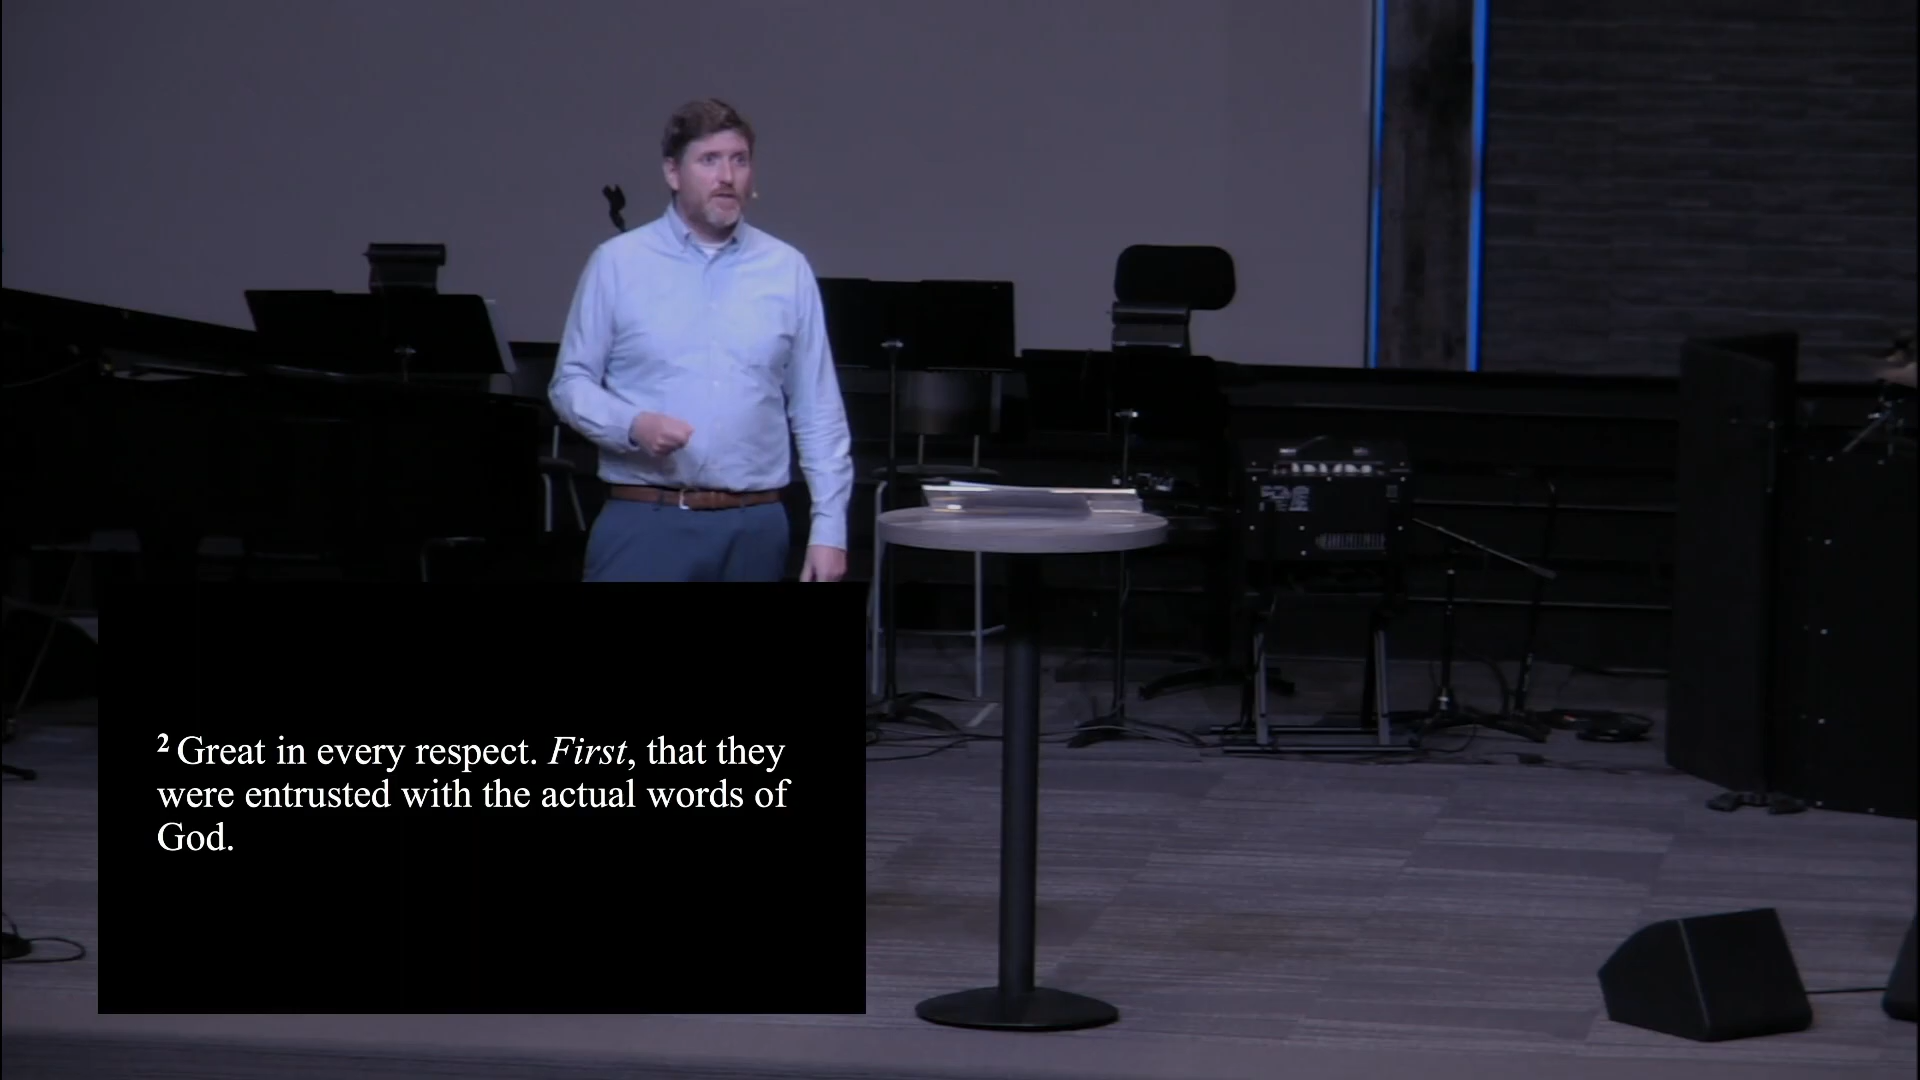 2 Great in every respect. First, that they
were entrusted with the actual words of
God.